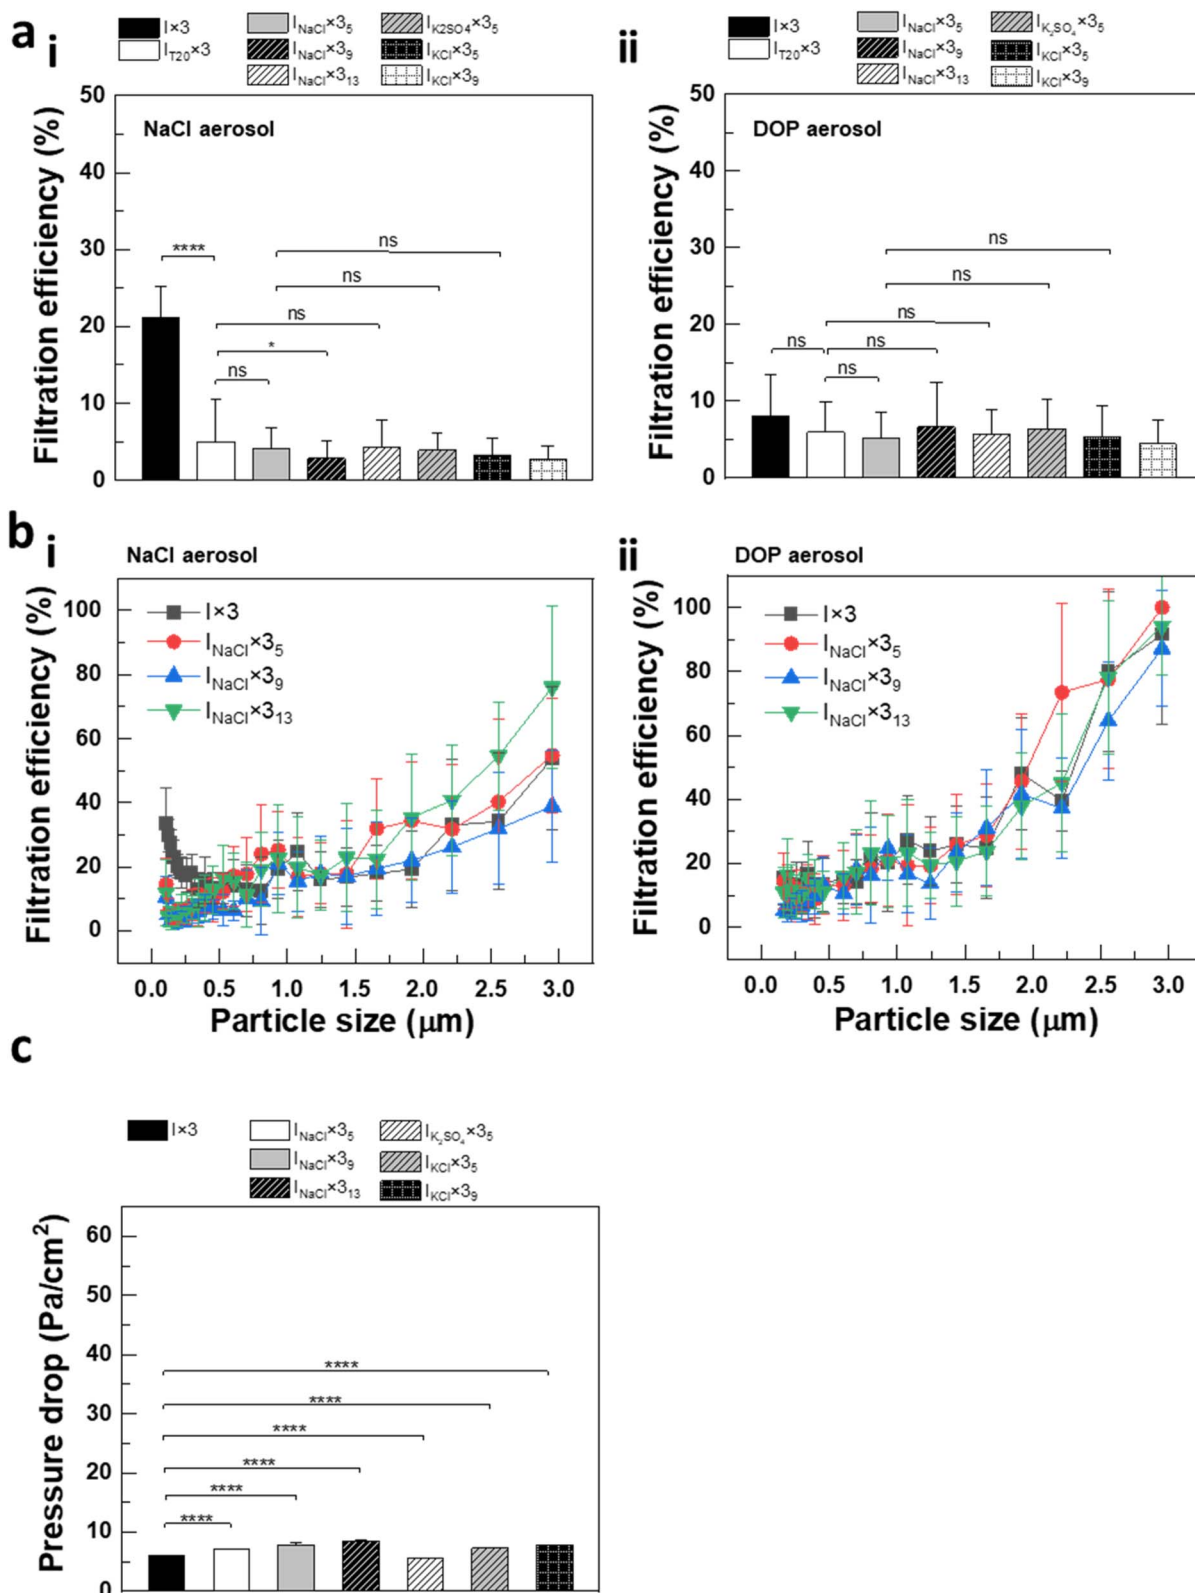 a
i
I×3
I_T20×3
I_NaCl×3_5
I_NaCl×3_9
I_NaCl×3_13
I_K2SO4×3_5
I_KCl×3_5
I_KCl×3_9
Filtration efficiency (%)
50
40
30
20
10
0
NaCl aerosol
****
ns
*
ns
ns
ns
ii
I×3
I_T20×3
I_NaCl×3_5
I_NaCl×3_9
I_NaCl×3_13
I_K₂SO₄×3_5
I_KCl×3_5
I_KCl×3_9
Filtration efficiency (%)
50
40
30
20
10
0
DOP aerosol
ns
ns
ns
ns
ns
ns
b
i
NaCl aerosol
Filtration efficiency (%)
100
80
60
40
20
0
I×3
I_NaCl×3_5
I_NaCl×3_9
I_NaCl×3_13
0.0 0.5 1.0 1.5 2.0 2.5 3.0
Particle size (μm)
ii
DOP aerosol
Filtration efficiency (%)
100
80
60
40
20
0
I×3
I_NaCl×3_5
I_NaCl×3_9
I_NaCl×3_13
0.0 0.5 1.0 1.5 2.0 2.5 3.0
Particle size (μm)
c
I×3
I_NaCl×3_5
I_NaCl×3_9
I_NaCl×3_13
I_K₂SO₄×3_5
I_KCl×3_5
I_KCl×3_9
Pressure drop (Pa/cm²)
60
50
40
30
20
10
0
****
****
****
****
****
****